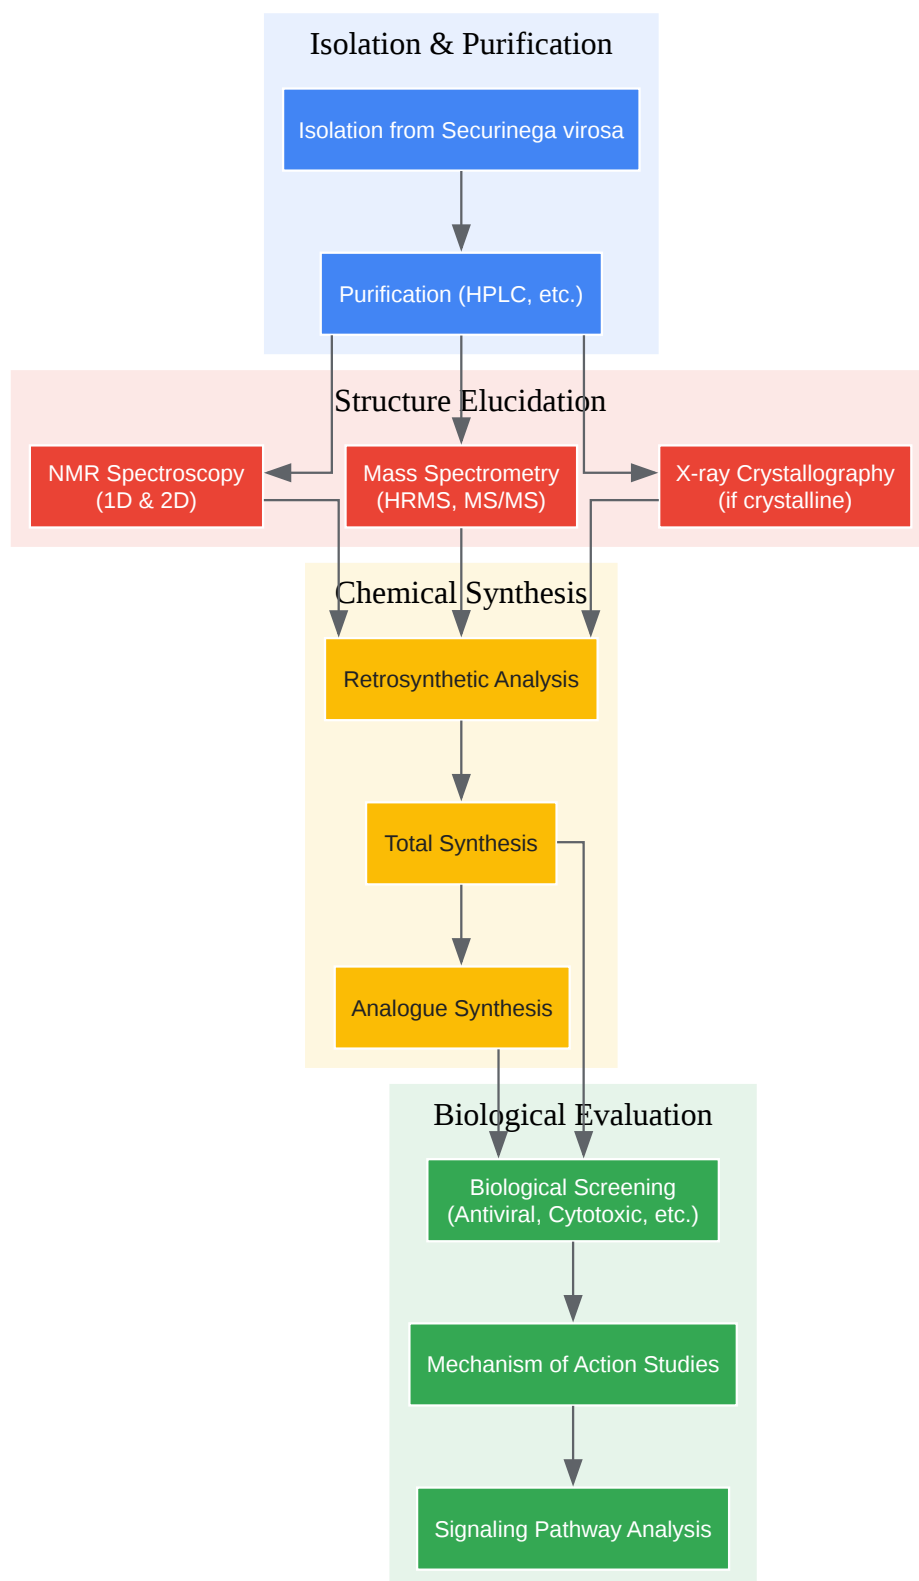 Isolation & Purification
Isolation from Securinega virosa
Purification (HPLC, etc.)
Structure Elucidation
NMR Spectroscopy
(1D & 2D)
Mass Spectrometry
(HRMS, MS/MS)
X-ray Crystallography
(if crystalline)
Chemical Synthesis
Retrosynthetic Analysis
Total Synthesis
Analogue Synthesis
Biological Evaluation
Biological Screening
(Antiviral, Cytotoxic, etc.)
Mechanism of Action Studies
Signaling Pathway Analysis